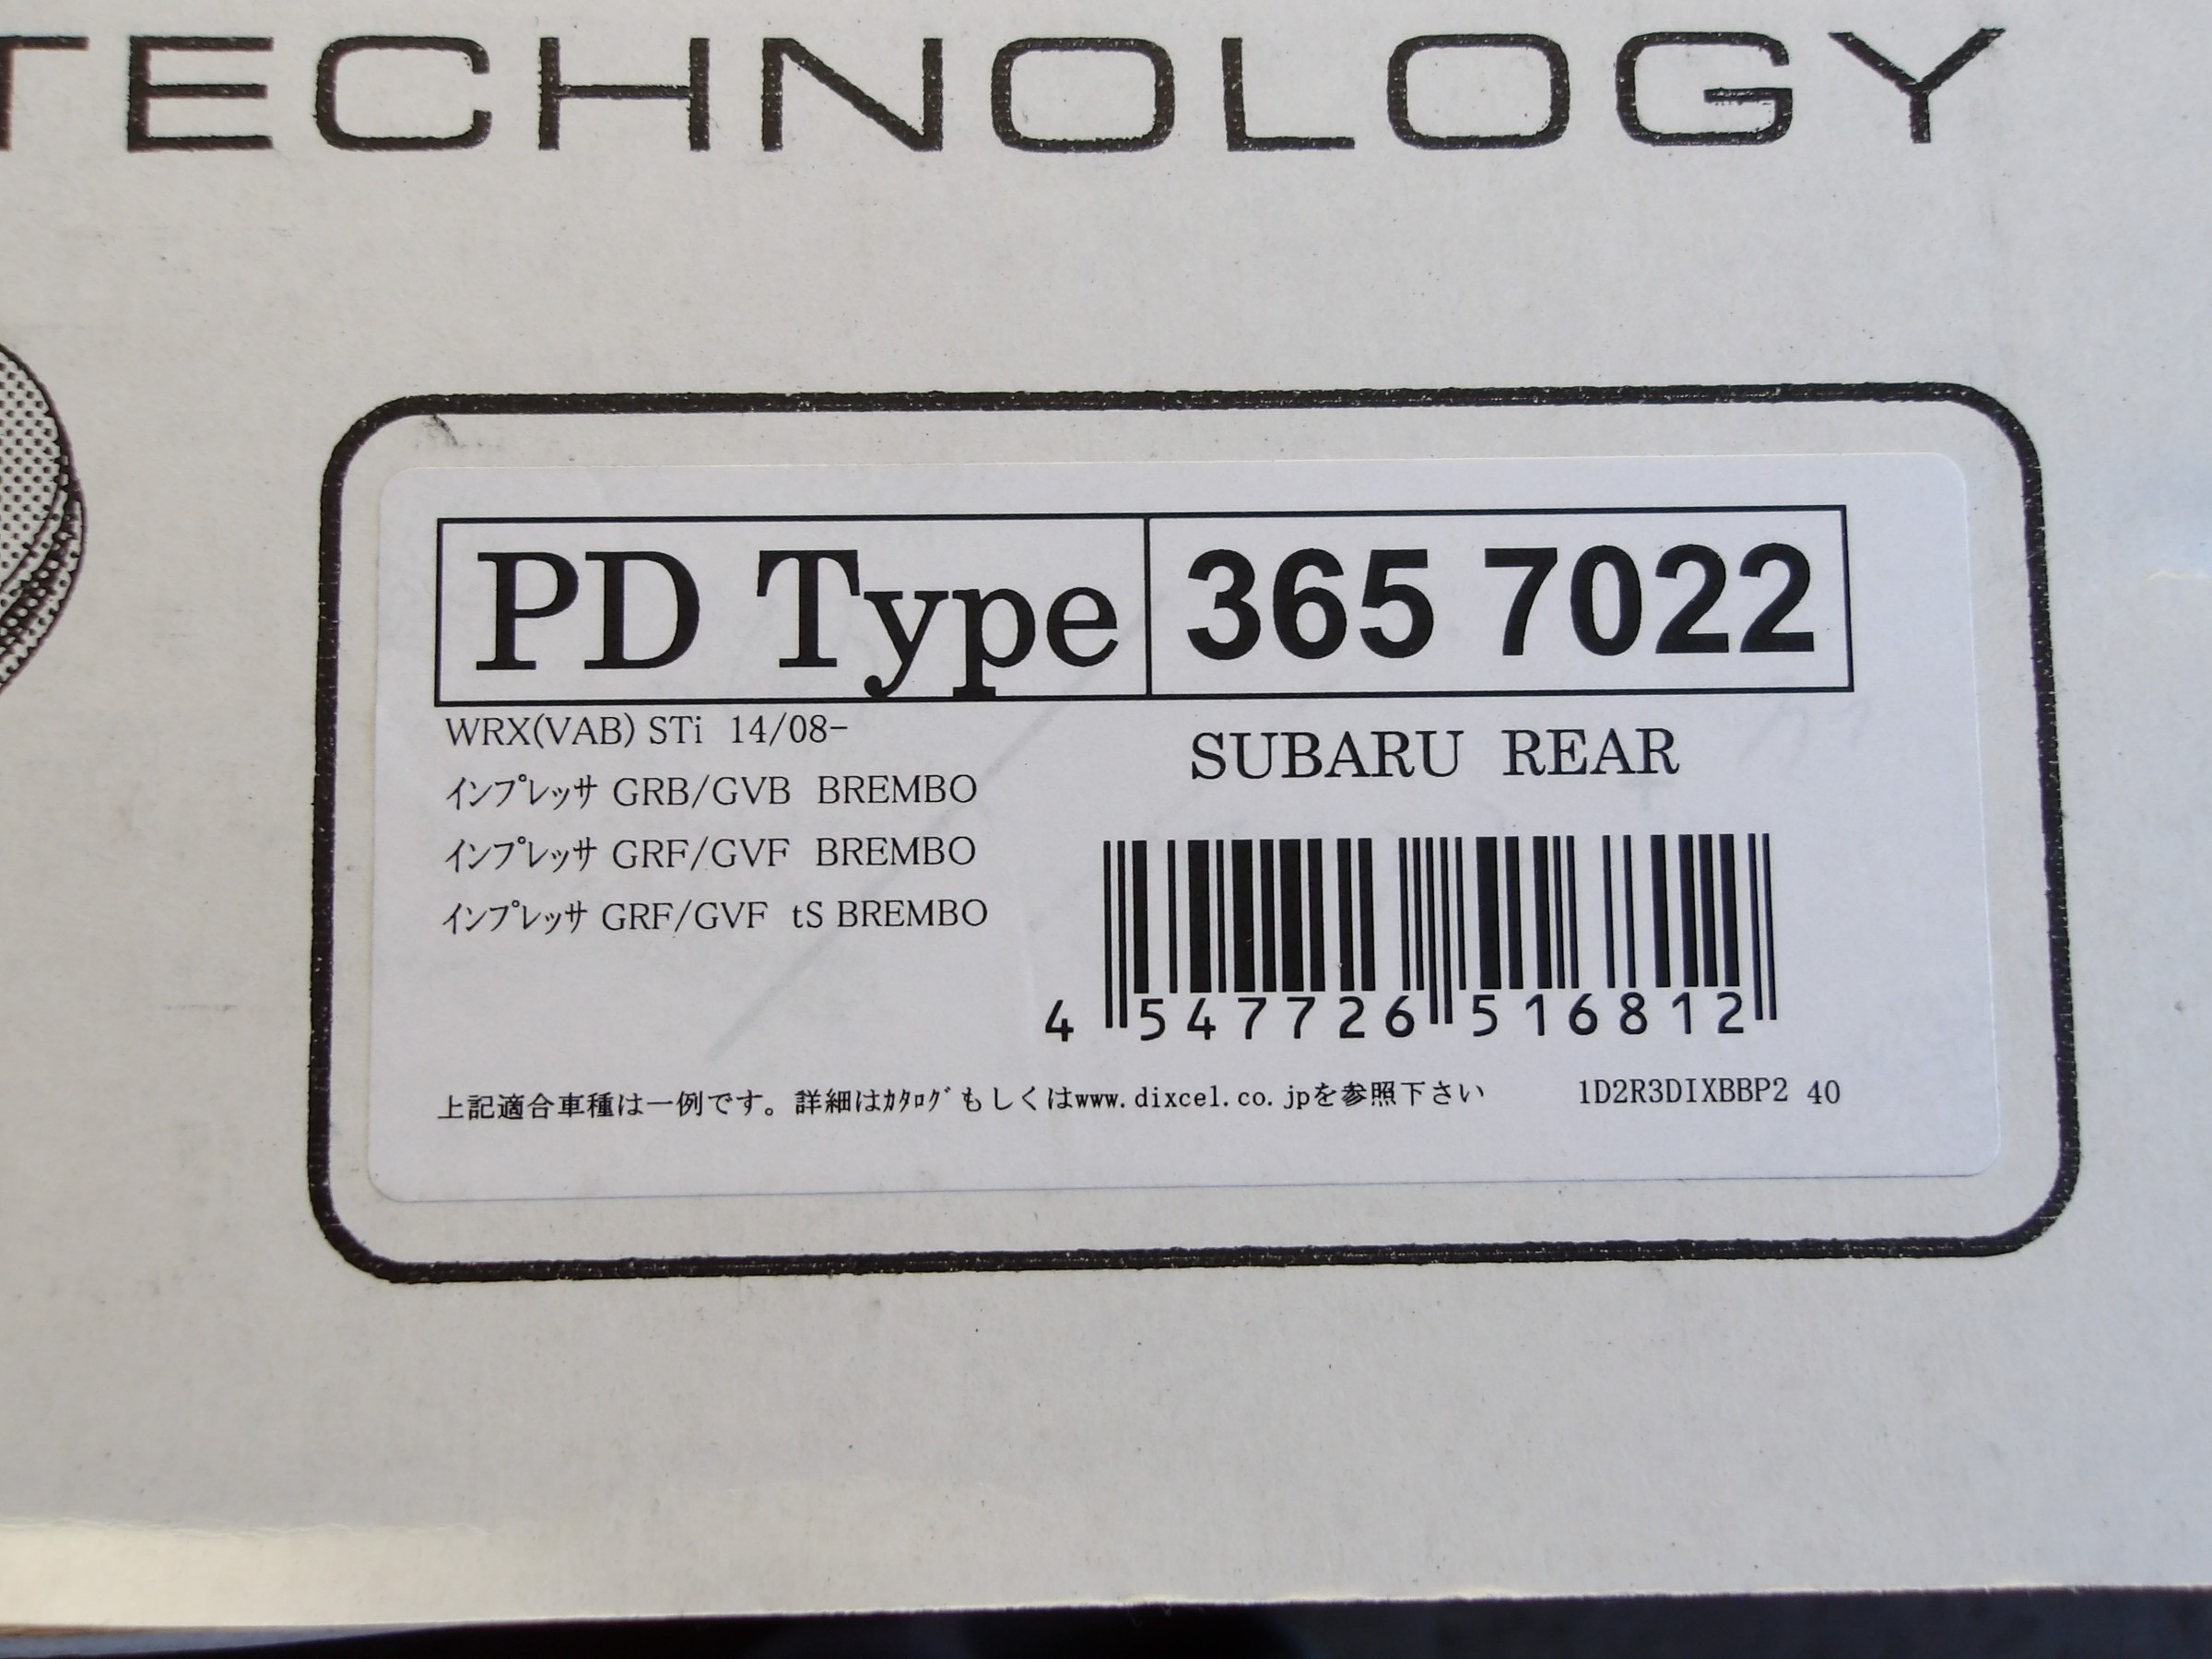 TECHNOLOGY
PD Type 365 7022
WRX(VAB) STi 14/08-
SUBARU REAR
ｲﾝﾌﾟﾚｯｻ GRB/GVB BREMBO
ｲﾝﾌﾟﾚｯｻ GRF/GVF BREMBO
ｲﾝﾌﾟﾚｯｻ GRF/GVF tS BREMBO
4 547726 516812
上記適合車種は一例です。詳細はｶﾀﾛｸﾞもしくはwww.dixcel.co.jpを参照下さい 1D2R3DIXBBP2 40